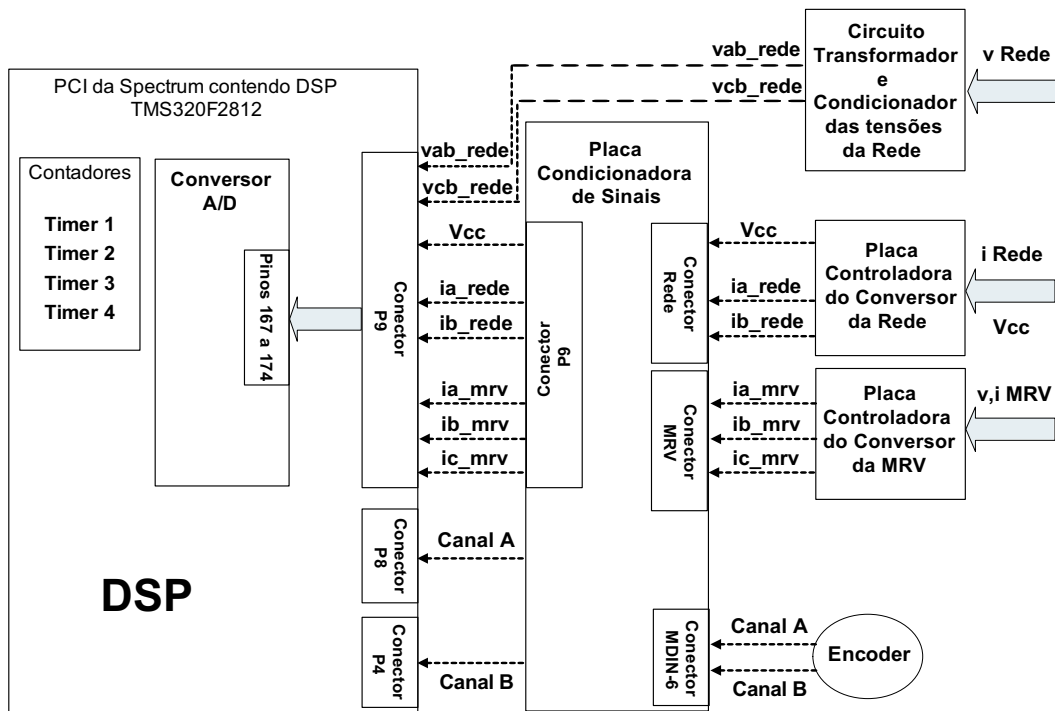 PCI da Spectrum contendo DSP
TMS320F2812
Contadores
Timer 1
Timer 2
Timer 3
Timer 4
Conversor
A/D
Pinos 167 a 174
DSP
Conector
P9
Conector
P8
Conector
P4
vab_rede
vcb_rede
vab_rede
vcb_rede
Vcc
ia_rede
ib_rede
ia_mrv
ib_mrv
ic_mrv
Canal A
Canal B
Placa
Condicionadora
de Sinais
Conector
P9
Conector
Rede
Conector
MRV
Conector
MDIN-6
Vcc
ia_rede
ib_rede
ia_mrv
ib_mrv
ic_mrv
Canal A
Canal B
Circuito
Transformador
e
Condicionador
das tensões
da Rede
v Rede
Placa
Controladora
do Conversor
da Rede
i Rede
Vcc
Placa
Controladora
do Conversor
da MRV
v,i MRV
Encoder